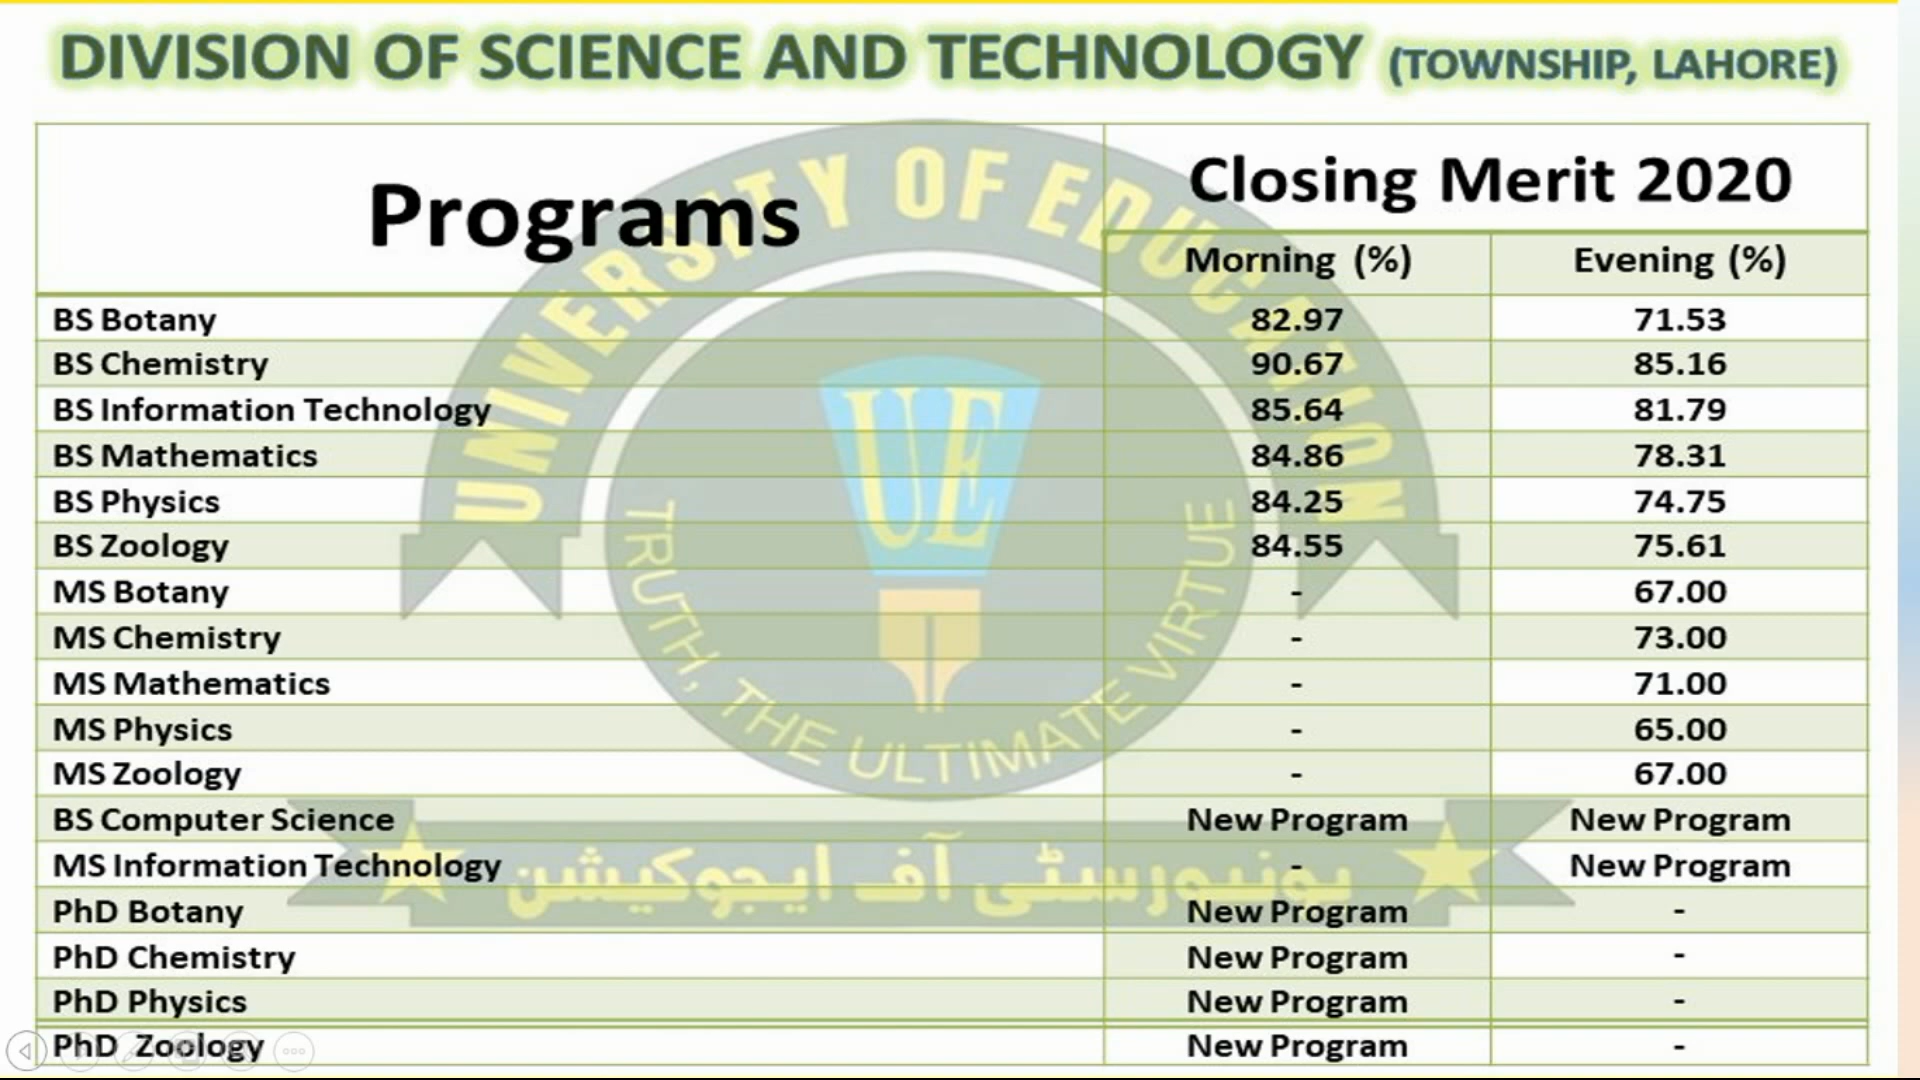 DIVISION OF SCIENCE AND TECHNOLOGY (TOWNSHIP, LAHORE)
Programs
Closing Merit 2020
Morning (%) Evening (%)
BS Botany 82.97 71.53
BS Chemistry 90.67 85.16
BS Information Technology 85.64 81.79
BS Mathematics 84.86 78.31
BS Physics 84.25 74.75
BS Zoology 84.55 75.61
MS Botany - 67.00
MS Chemistry - 73.00
MS Mathematics - 71.00
MS Physics - 65.00
MS Zoology - 67.00
BS Computer Science New Program New Program
MS Information Technology - New Program
PhD Botany New Program -
PhD Chemistry New Program -
PhD Physics New Program -
PhD Zoology New Program -
UNIVERSITY OF EDUCATION
UE
TRUTH, THE ULTIMATE VIRTUE
یونیورسٹی آف ایجوکیشن